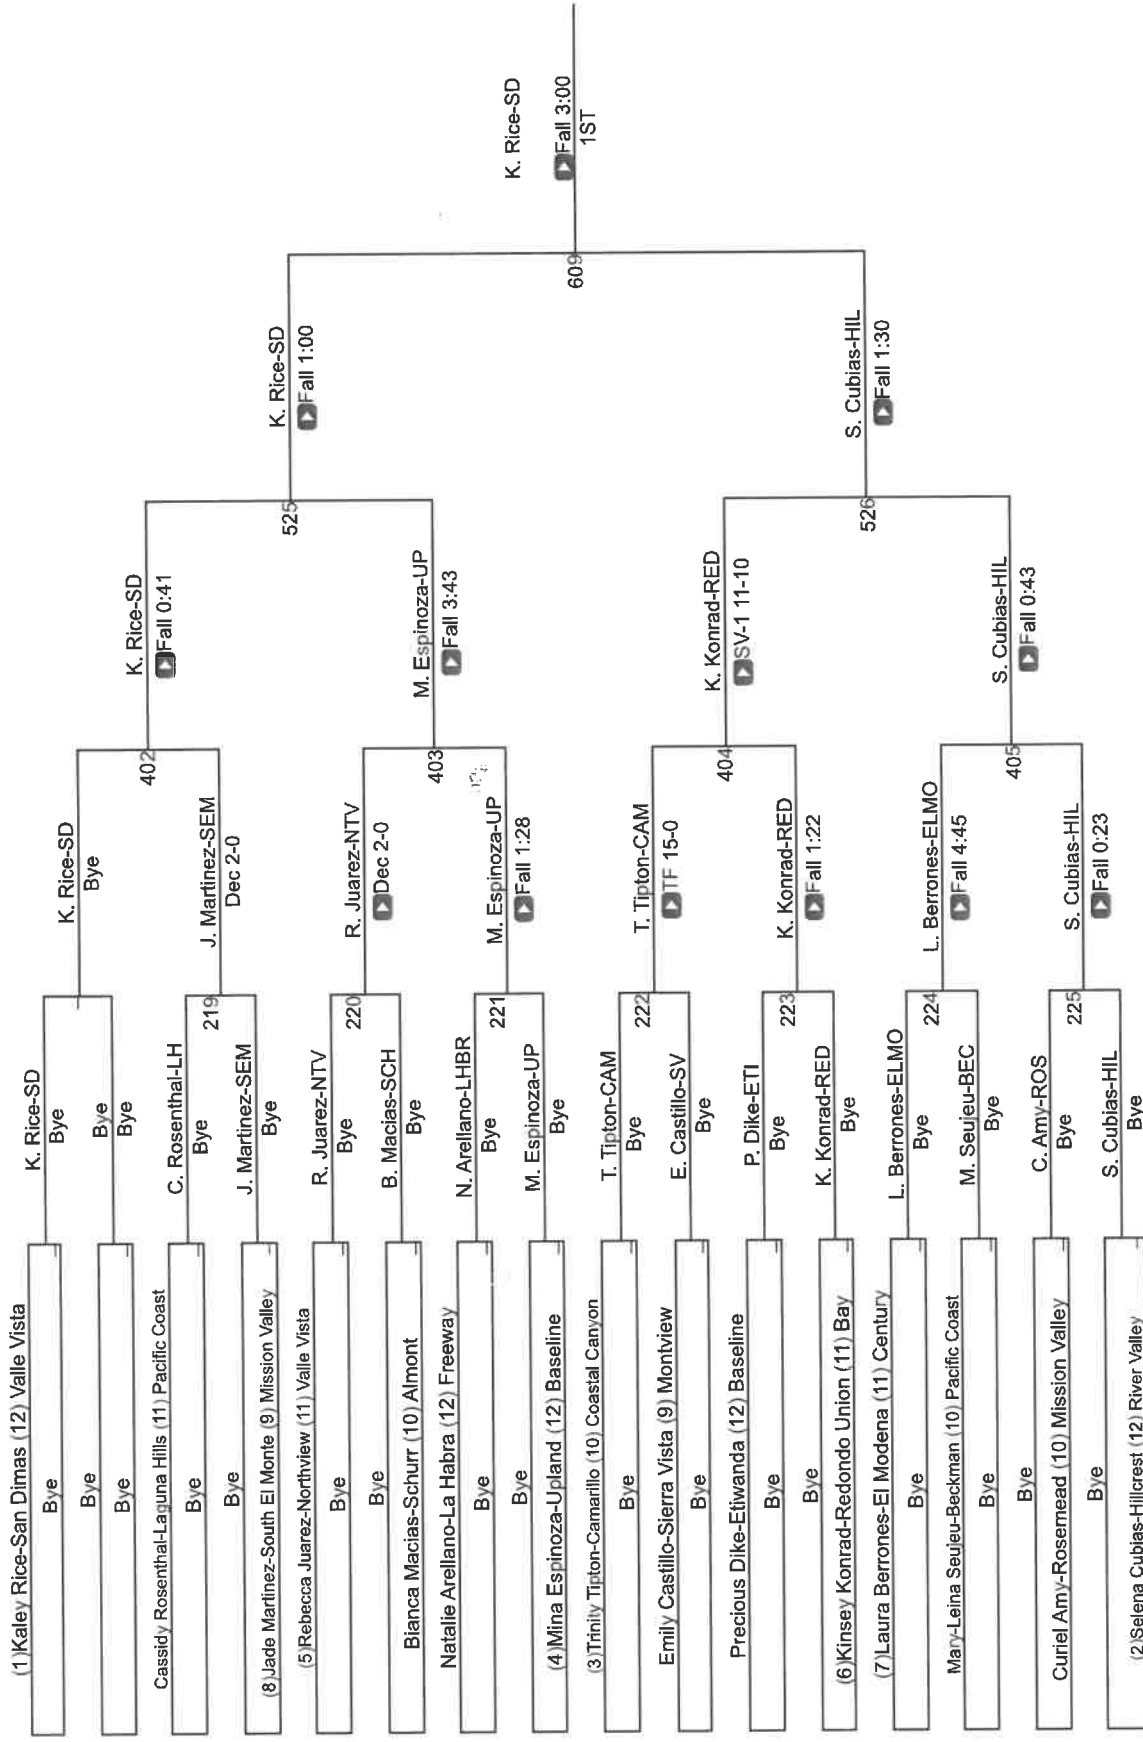 (1)Kaley Rice-San Dimas (12) Valle Vista
Bye
Bye
Bye
Cassidy Rosenthal-Laguna Hills (11) Pacific Coast
Bye
Bye
(8)Jade Martinez-South El Monte (9) Mission Valley
(5)Rebecca Juarez-Northview (11) Valle Vista
Bye
Bye
Bianca Macias-Schurr (10) Almont
Natalie Arellano-La Habra (12) Freeway
Bye
Bye
(4)Mina Espinoza-Upland (12) Baseline
(3)Trinity Tipton-Camarillo (10) Coastal Canyon
Bye
Emily Castillo-Sierra Vista (9) Montview
Bye
Precious Dike-Etiwanda (12) Baseline
Bye
Bye
(6)Kinsey Konrad-Redondo Union (11) Bay
(7)Laura Berrones-El Modena (11) Century
Bye
Mary-Leina Seujeu-Beckman (10) Pacific Coast
Bye
Bye
Curiel Amy-Rosemead (10) Mission Valley
Bye
(2)Selena Cubias-Hillcrest (12) River Valley
K. Rice-SD
Bye
Bye
Bye
C. Rosenthal-LH
Bye
219
J. Martinez-SEM
Bye
R. Juarez-NTV
Bye
220
B. Macias-SCH
Bye
N. Arellano-LHBR
Bye
221
M. Espinoza-UP
Bye
T. Tipton-CAM
Bye
222
E. Castillo-SV
Bye
P. Dike-ETI
Bye
223
K. Konrad-RED
Bye
L. Berrones-ELMO
Bye
224
M. Seujeu-BEC
Bye
C. Amy-ROS
Bye
225
S. Cubias-HIL
Bye
K. Rice-SD
Bye
402
J. Martinez-SEM
Dec 2-0
R. Juarez-NTV
Dec 2-0
403
M. Espinoza-UP
Fall 1:28
T. Tipton-CAM
TF 15-0
404
K. Konrad-RED
Fall 1:22
L. Berrones-ELMO
Fall 4:45
405
S. Cubias-HIL
Fall 0:23
K. Rice-SD
Fall 0:41
525
M. Espinoza-UP
Fall 3:43
K. Konrad-RED
SV-1 11-10
526
S. Cubias-HIL
Fall 0:43
K. Rice-SD
Fall 1:00
609
S. Cubias-HIL
Fall 1:30
K. Rice-SD
Fall 3:00
1ST